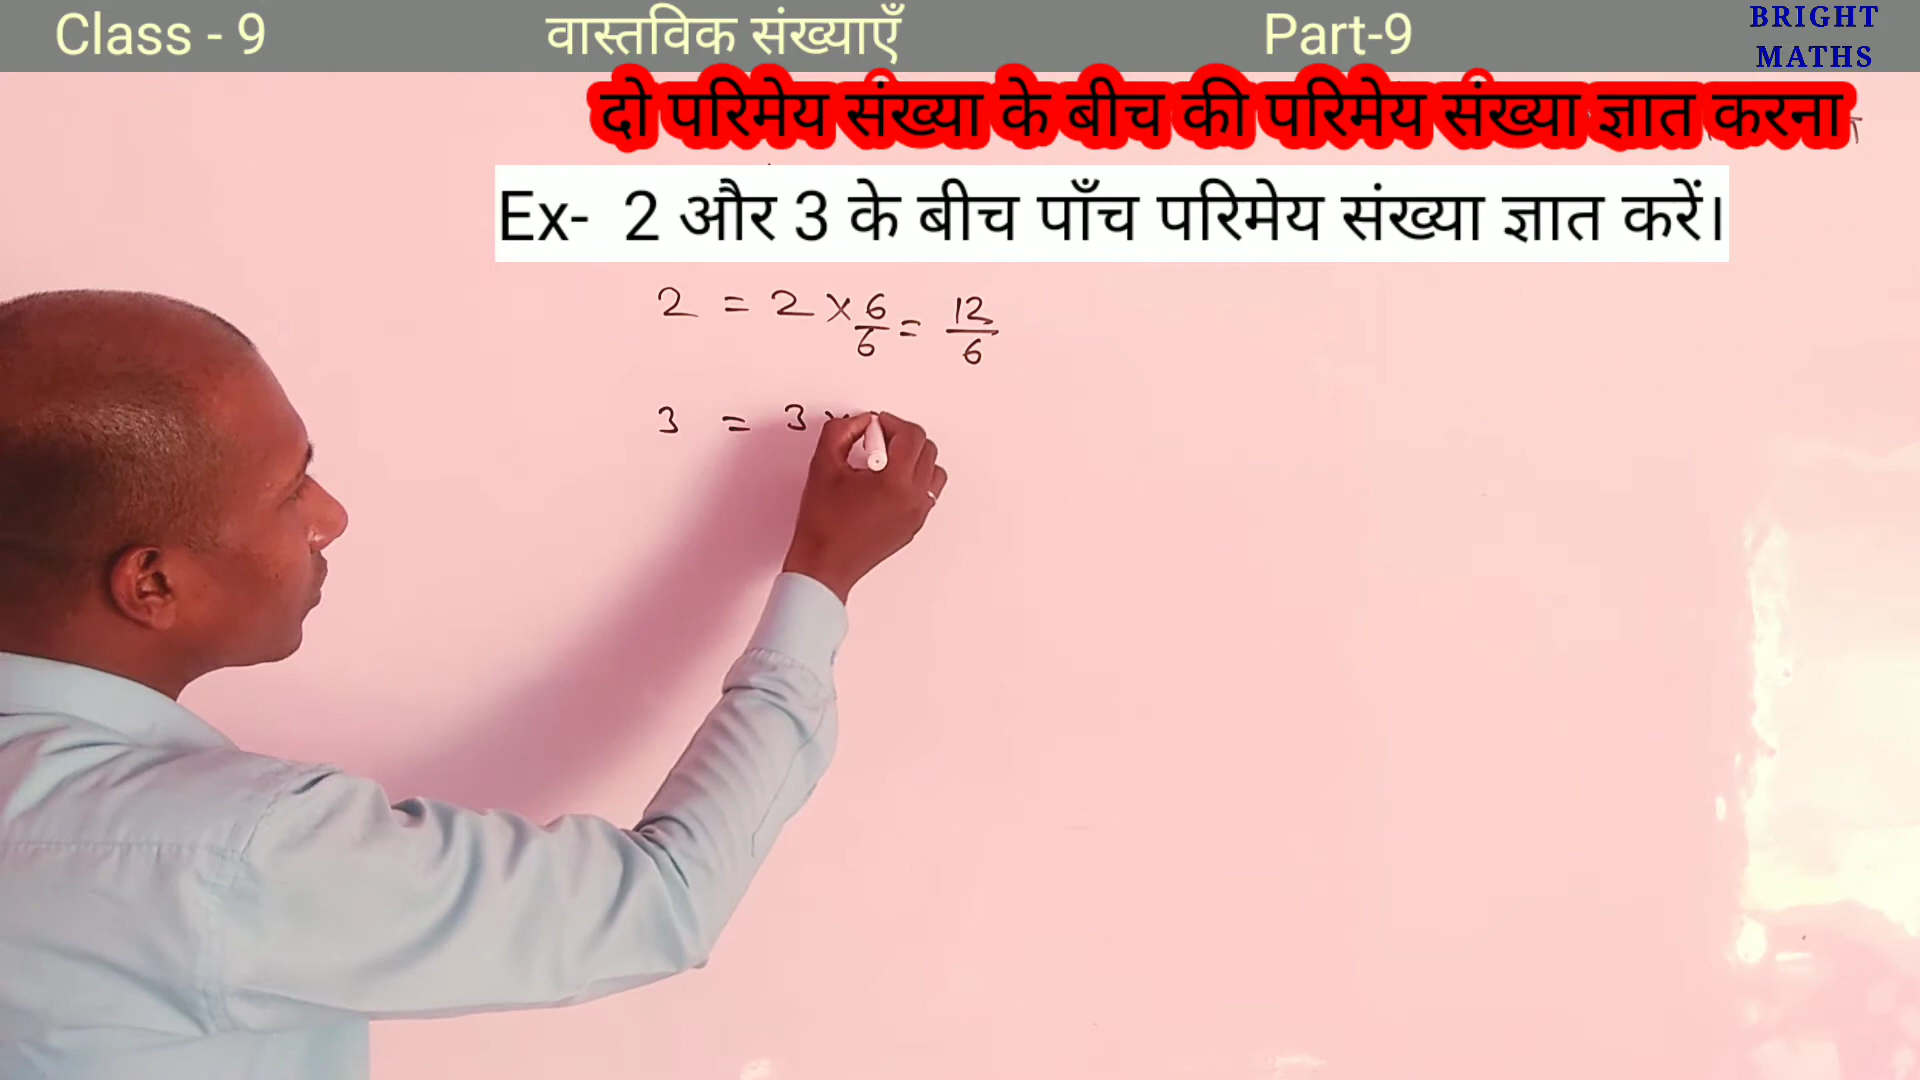 Class - 9 वास्तविक संख्याएँ Part-9 BRIGHT MATHS
दो परिमेय संख्या के बीच की परिमेय संख्या ज्ञात करना
Ex- 2 और 3 के बीच पाँच परिमेय संख्या ज्ञात करें।
2 = 2 × 6/6 = 12/6
3 = 3 ×